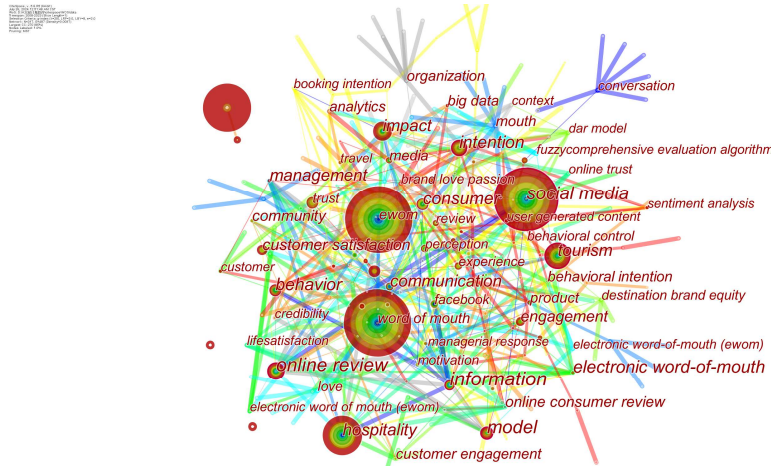 organization
booking intention
conversation
analytics
big data
context
impact
mouth
dar model
intention
fuzzycomprehensive evaluation algorithm
travel
media
online trust
management
brand love passion
social media
trust
consumer
sentiment analysis
community
ewom
review
user generated content
behavioral control
customer satisfaction
perception
tourism
customer
experience
behavior
communication
behavioral intention
facebook
product
destination brand equity
credibility
word of mouth
engagement
lifesatisfaction
managerial response
electronic word-of-mouth (ewom)
online review
motivation
electronic word-of-mouth
love
information
electronic word of mouth (ewom)
online consumer review
hospitality
model
customer engagement